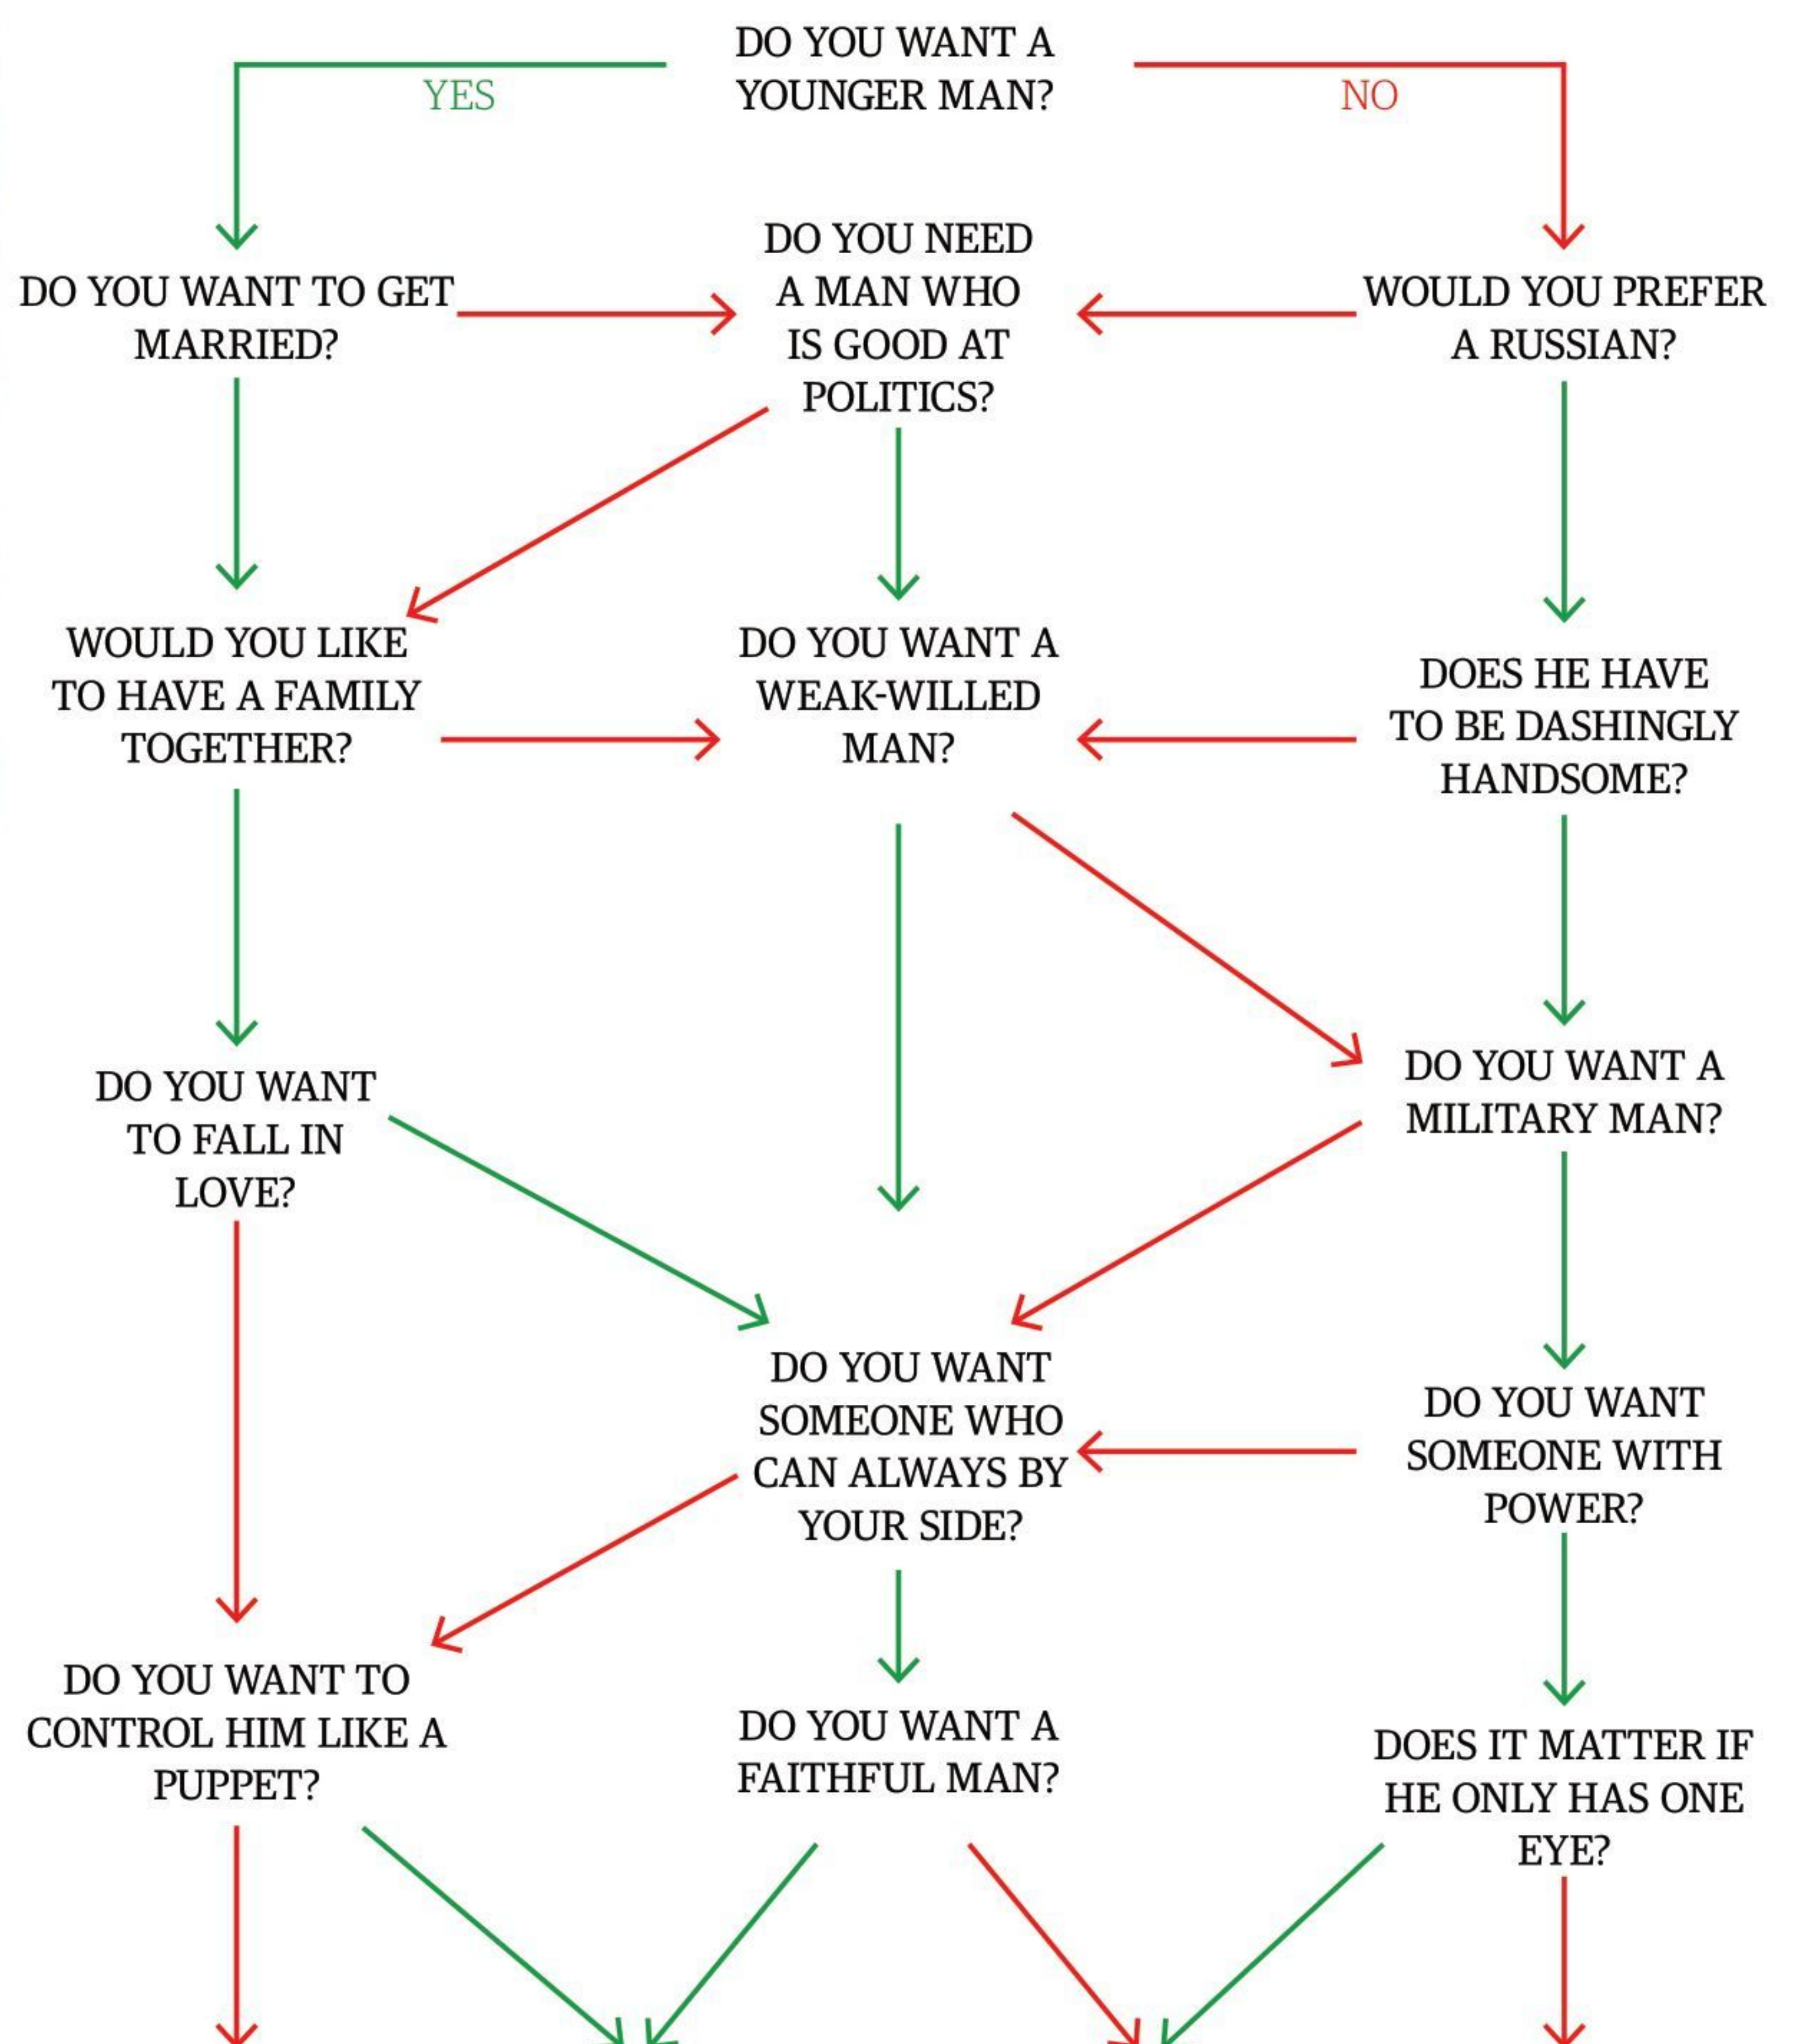 DO YOU WANT A
YOUNGER MAN?
YES
NO
DO YOU WANT TO GET
MARRIED?
DO YOU NEED
A MAN WHO
IS GOOD AT
POLITICS?
WOULD YOU PREFER
A RUSSIAN?
WOULD YOU LIKE
TO HAVE A FAMILY
TOGETHER?
DO YOU WANT A
WEAK-WILLED
MAN?
DOES HE HAVE
TO BE DASHINGLY
HANDSOME?
DO YOU WANT
TO FALL IN
LOVE?
DO YOU WANT A
MILITARY MAN?
DO YOU WANT
SOMEONE WHO
CAN ALWAYS BY
YOUR SIDE?
DO YOU WANT
SOMEONE WITH
POWER?
DO YOU WANT TO
CONTROL HIM LIKE A
PUPPET?
DO YOU WANT A
FAITHFUL MAN?
DOES IT MATTER IF
HE ONLY HAS ONE
EYE?